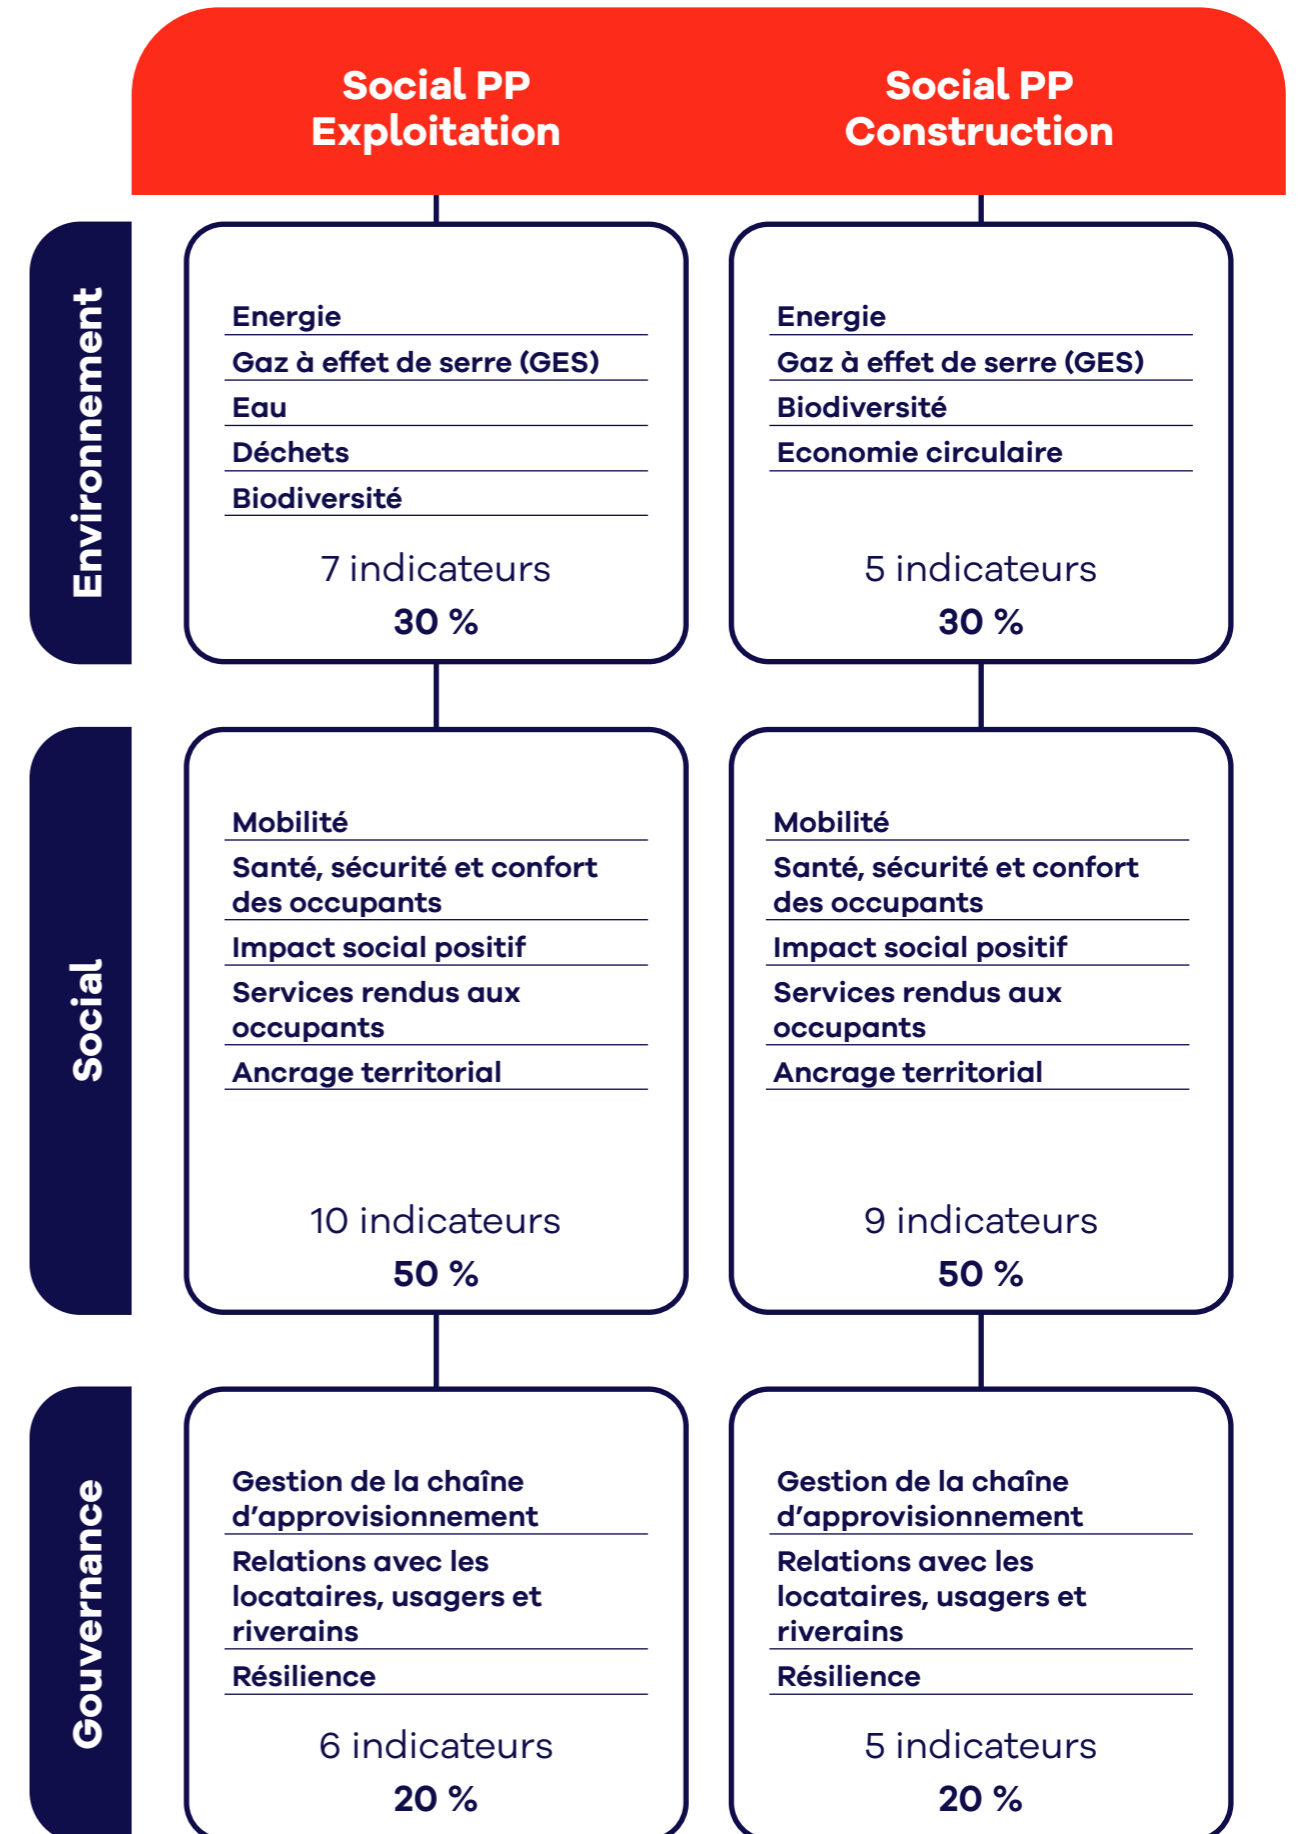 Social PP
Exploitation
Social PP
Construction
Environnement
Energie
Gaz à effet de serre (GES)
Eau
Déchets
Biodiversité
7 indicateurs
30 %
Energie
Gaz à effet de serre (GES)
Biodiversité
Economie circulaire
5 indicateurs
30 %
Social
Mobilité
Santé, sécurité et confort
des occupants
Impact social positif
Services rendus aux
occupants
Ancrage territorial
10 indicateurs
50 %
Mobilité
Santé, sécurité et confort
des occupants
Impact social positif
Services rendus aux
occupants
Ancrage territorial
9 indicateurs
50 %
Gouvernance
Gestion de la chaîne
d’approvisionnement
Relations avec les
locataires, usagers et
riverains
Résilience
6 indicateurs
20 %
Gestion de la chaîne
d’approvisionnement
Relations avec les
locataires, usagers et
riverains
Résilience
5 indicateurs
20 %